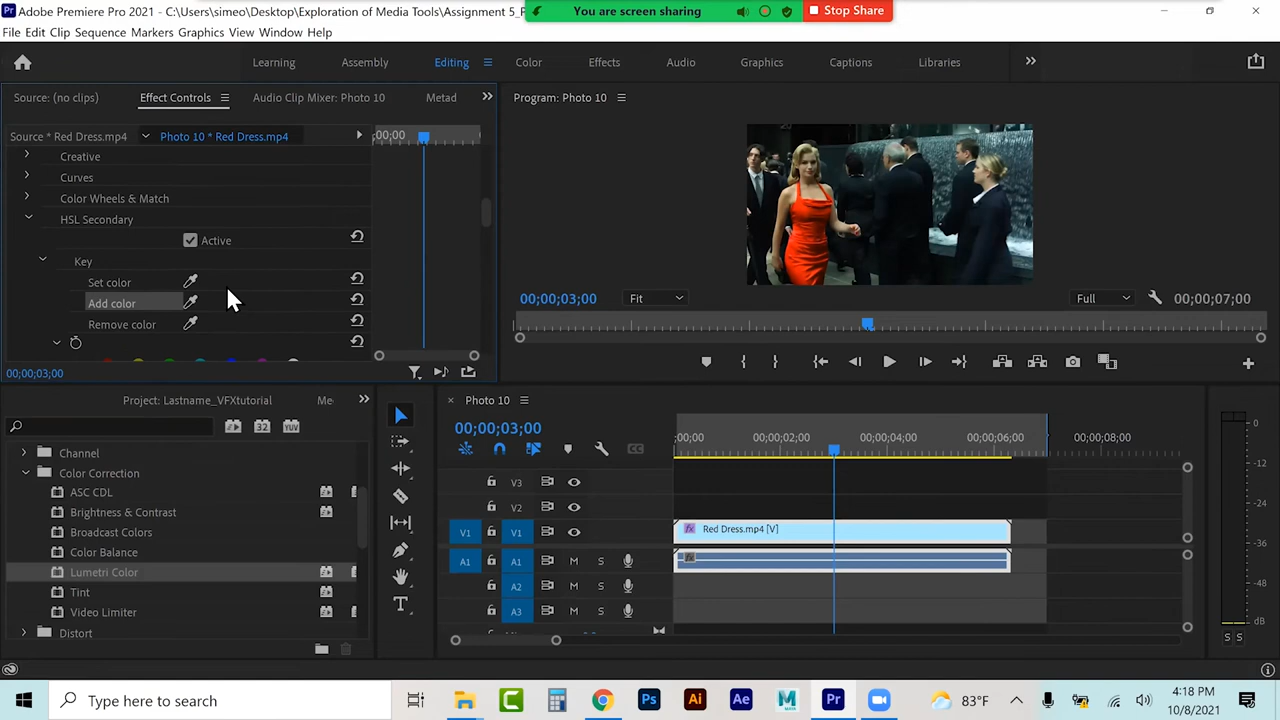 Adobe Premiere Pro 2021 - C:\Users\simeo\Desktop\Exploration of Media Tools\Assignment 5_P
You are screen sharing
Stop Share
File Edit Clip Sequence Markers Graphics View Window Help
Learning Assembly Editing Color Effects Audio Graphics Captions Libraries
Source: (no clips) Effect Controls Audio Clip Mixer: Photo 10 Metad
Program: Photo 10
Source * Red Dress.mp4 Photo 10 * Red Dress.mp4
:00;00
Creative
Curves
Color Wheels & Match
HSL Secondary
Active
Key
Set color
Add color
Remove color
00;00;03;00
00;00;03;00 Fit Full 00;00;07;00
Project: Lastname_VFXtutorial Me
Channel
Color Correction
ASC CDL
Brightness & Contrast
Broadcast Colors
Color Balance
Lumetri Color
Tint
Video Limiter
Distort
Photo 10
00;00;03;00
;00;00 00;00;02;00 00;00;04;00 00;00;06;00 00;00;08;00
V3
V2
V1 V1 Red Dress.mp4 [V]
A1 A1 M S
A2 M S
A3 M S
0
-12
-24
-36
-48
dB
S S
Type here to search
Ps Ai Ae M Pr
83°F
4:18 PM
10/8/2021